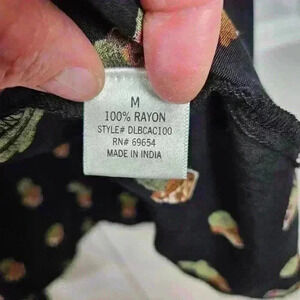 M
100% RAYON
STYLE# DLBCAC100
RN# 69654
MADE IN INDIA